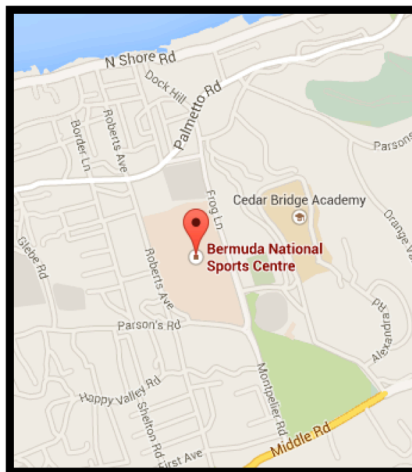 N Shore Rd
Dock Hill
Palmetto Rd
Border Ln
Roberts Ave
Parsons
Frog Ln
Cedar Bridge Academy
Orange Va
Glebe Rd
Bermuda National
Sports Centre
Roberts Ave
Parson's Rd
Alexandra Rd
Happy Valley Rd
Shelton Rd
Montpelier Rd
First Ave
Middle Rd